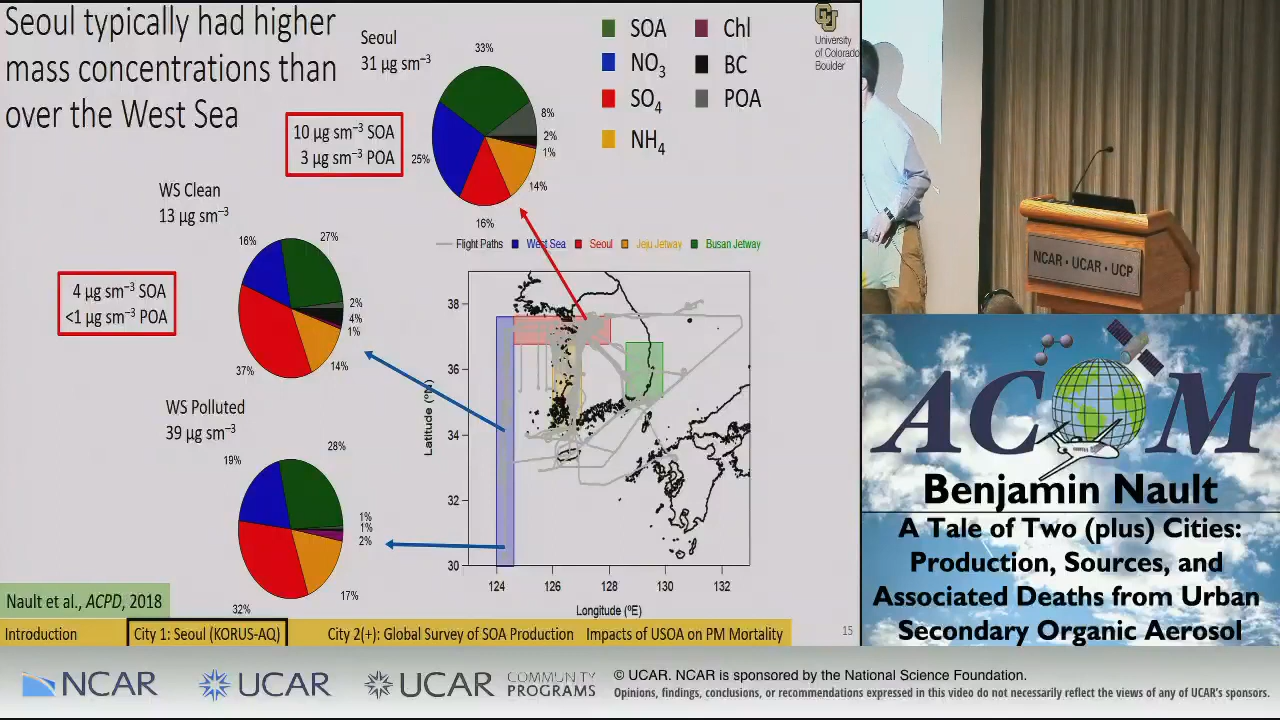 Seoul typically had higher
mass concentrations than
over the West Sea
Seoul
31 µg sm⁻³
33%
8%
2%
1%
14%
16%
25%
10 µg sm⁻³ SOA
3 µg sm⁻³ POA
SOA
NO₃
SO₄
NH₄
Chl
BC
POA
University
of Colorado
Boulder
WS Clean
13 µg sm⁻³
16%
27%
2%
4%
1%
14%
37%
4 µg sm⁻³ SOA
<1 µg sm⁻³ POA
WS Polluted
39 µg sm⁻³
19%
28%
1%
1%
2%
17%
32%
Flight Paths West Sea Seoul Jeju Jetway Busan Jetway
38
36
34
32
30
Latitude (ºN)
124 126 128 130 132
Longitude (ºE)
Nault et al., ACPD, 2018
Introduction City 1: Seoul (KORUS-AQ) City 2(+): Global Survey of SOA Production Impacts of USOA on PM Mortality
15
NCAR • UCAR • UCP
ACOM
Benjamin Nault
A Tale of Two (plus) Cities:
Production, Sources, and
Associated Deaths from Urban
Secondary Organic Aerosol
NCAR
UCAR
UCAR COMMUNITY PROGRAMS
© UCAR. NCAR is sponsored by the National Science Foundation.
Opinions, findings, conclusions, or recommendations expressed in this video do not necessarily reflect the views of any of UCAR's sponsors.